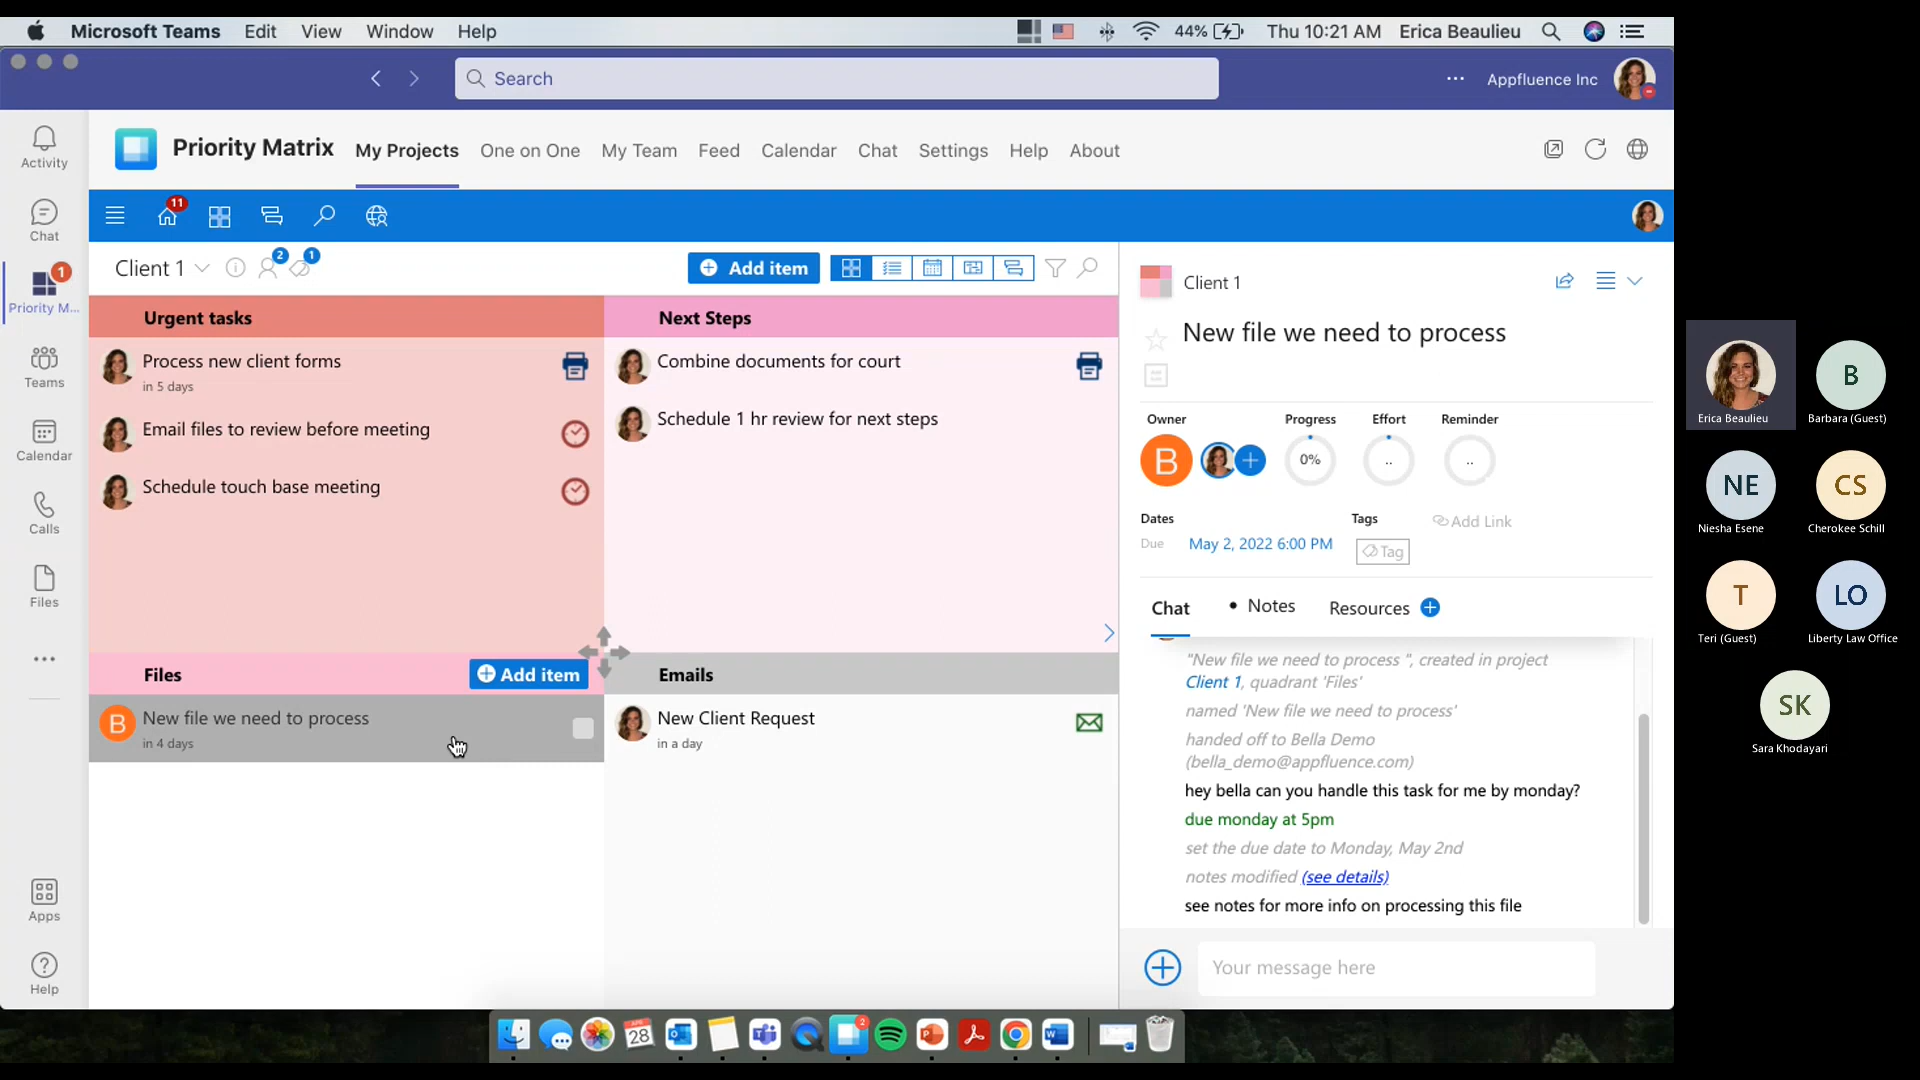 Microsoft Teams Edit View Window Help
44% Thu 10:21 AM Erica Beaulieu
Search
Appfluence Inc
Activity
Chat
1
Priority M...
Teams
Calendar
Calls
Files
Apps
Help
Priority Matrix My Projects One on One My Team Feed Calendar Chat Settings Help About
11
Client 1 2 1
Add item
Urgent tasks
Process new client forms
in 5 days
Email files to review before meeting
Schedule touch base meeting
Next Steps
Combine documents for court
Schedule 1 hr review for next steps
Files
Add item
B New file we need to process
in 4 days
Emails
New Client Request
in a day
Client 1
New file we need to process
Owner Progress Effort Reminder
B 0% .. ..
Dates Tags Add Link
Due May 2, 2022 6:00 PM Tag
Chat • Notes Resources
"New file we need to process ", created in project
Client 1, quadrant 'Files'
named 'New file we need to process'
handed off to Bella Demo
(bella_demo@appfluence.com)
hey bella can you handle this task for me by monday?
due monday at 5pm
set the due date to Monday, May 2nd
notes modified (see details)
see notes for more info on processing this file
Your message here
APR
28
2
Erica Beaulieu
B
Barbara (Guest)
NE
Niesha Esene
CS
Cherokee Schill
T
Teri (Guest)
LO
Liberty Law Office
SK
Sara Khodayari